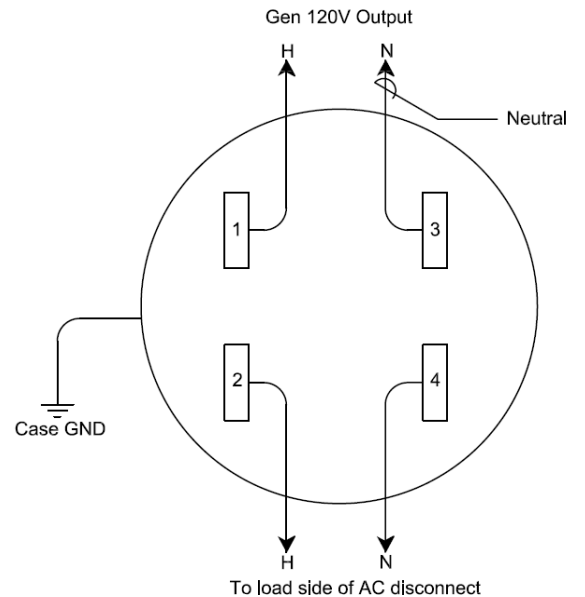 Gen 120V Output
H N
Neutral
1 3
2 4
Case GND
H N
To load side of AC disconnect